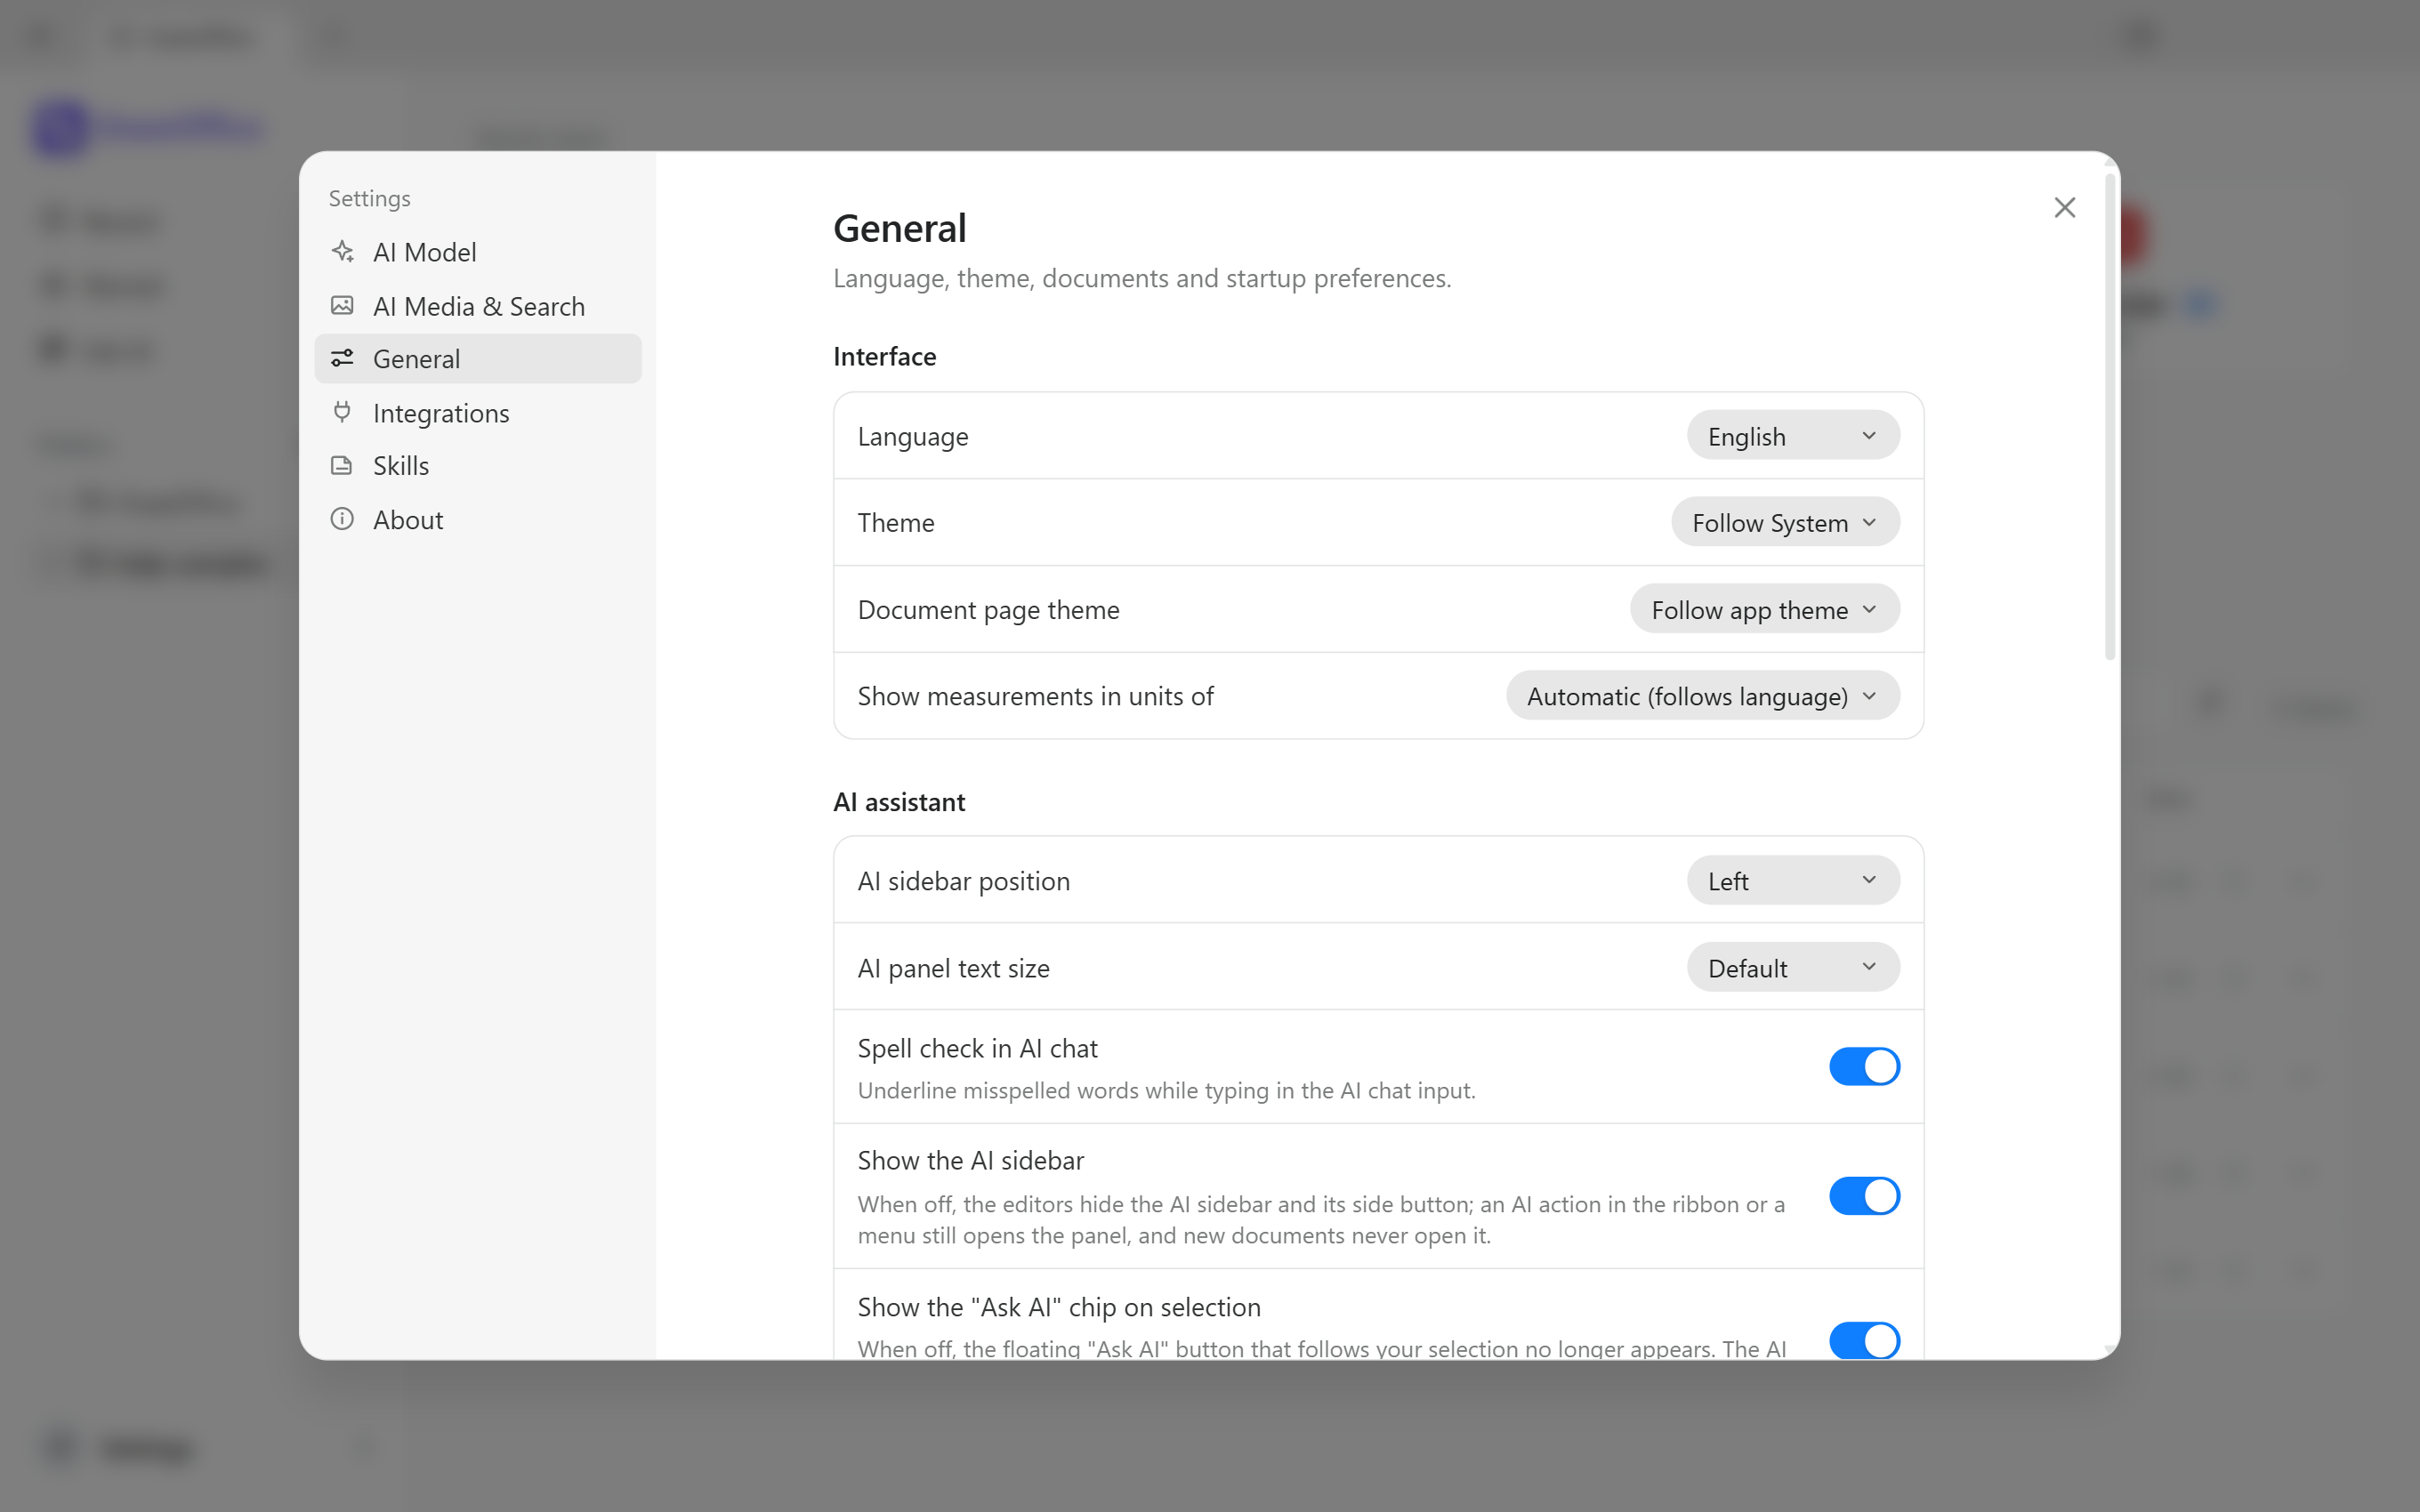 Settings
AI Model
AI Media & Search
General
Integrations
Skills
About
General
Language, theme, documents and startup preferences.
Interface
Language
English
Theme
Follow System
Document page theme
Follow app theme
Show measurements in units of
Automatic (follows language)
AI assistant
AI sidebar position
Left
AI panel text size
Default
Spell check in AI chat
Underline misspelled words while typing in the AI chat input.
Show the AI sidebar
When off, the editors hide the AI sidebar and its side button; an AI action in the ribbon or a
menu still opens the panel, and new documents never open it.
Show the "Ask AI" chip on selection
When off, the floating "Ask AI" button that follows your selection no longer appears. The AI
Settings